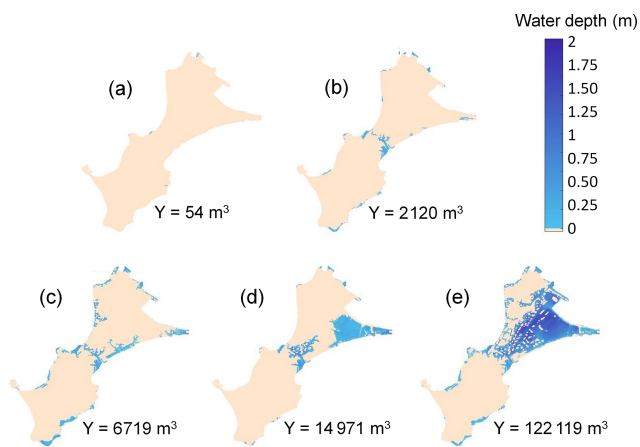 Water depth (m)
(a)
(b)
2
1.75
1.50
1.25
1
0.75
0.50
0.25
0
Y = 54 m³
Y = 2120 m³
(c)
(d)
(e)
Y = 6719 m³
Y = 14 971 m³
Y = 122 119 m³